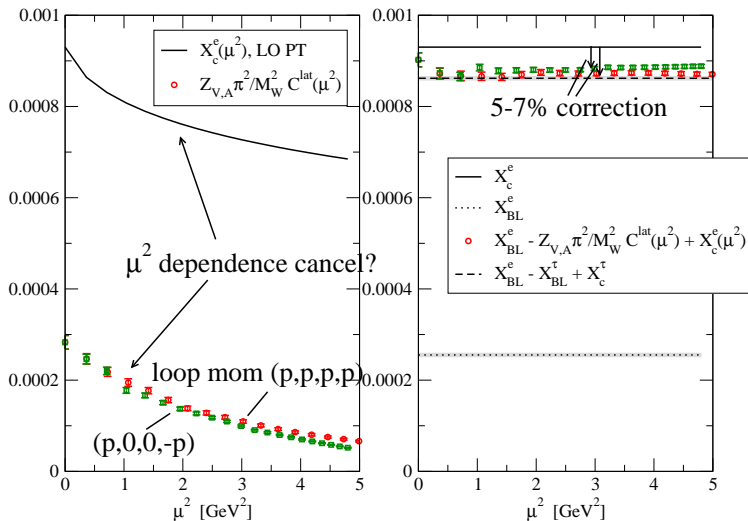 0.001
0.0008
0.0006
0.0004
0.0002
0
0 1 2 3 4 5
μ² [GeV²]
X_c^e(μ²), LO PT
Z_{V,A} π²/M_W² C^{lat}(μ²)
μ² dependence cancel?
loop mom (p,p,p,p)
(p,0,0,-p)
0.001
0.0008
0.0006
0.0004
0.0002
0
0 1 2 3 4 5
μ² [GeV²]
5-7% correction
X_c^e
X_{BL}^e
X_{BL}^e - Z_{V,A} π²/M_W² C^{lat}(μ²) + X_c^e(μ²)
X_{BL}^e - X_{BL}^τ + X_c^τ